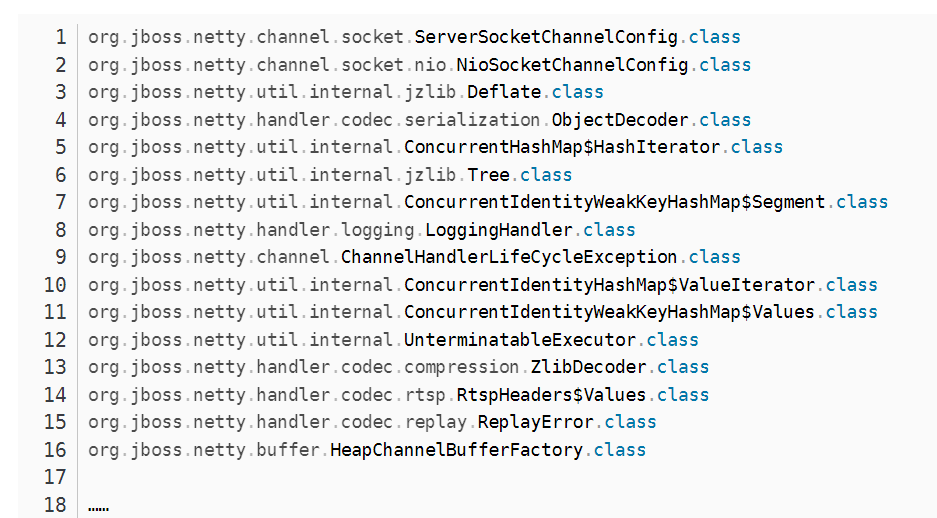 1 org.jboss.netty.channel.socket.ServerSocketChannelConfig.class
2 org.jboss.netty.channel.socket.nio.NioSocketChannelConfig.class
3 org.jboss.netty.util.internal.jzlib.Deflate.class
4 org.jboss.netty.handler.codec.serialization.ObjectDecoder.class
5 org.jboss.netty.util.internal.ConcurrentHashMap$HashIterator.class
6 org.jboss.netty.util.internal.jzlib.Tree.class
7 org.jboss.netty.util.internal.ConcurrentIdentityWeakKeyHashMap$Segment.class
8 org.jboss.netty.handler.logging.LoggingHandler.class
9 org.jboss.netty.channel.ChannelHandlerLifeCycleException.class
10 org.jboss.netty.util.internal.ConcurrentIdentityHashMap$ValueIterator.class
11 org.jboss.netty.util.internal.ConcurrentIdentityWeakKeyHashMap$Values.class
12 org.jboss.netty.util.internal.UnterminatableExecutor.class
13 org.jboss.netty.handler.codec.compression.ZlibDecoder.class
14 org.jboss.netty.handler.codec.rtsp.RtspHeaders$Values.class
15 org.jboss.netty.handler.codec.replay.ReplayError.class
16 org.jboss.netty.buffer.HeapChannelBufferFactory.class
17
18 ……